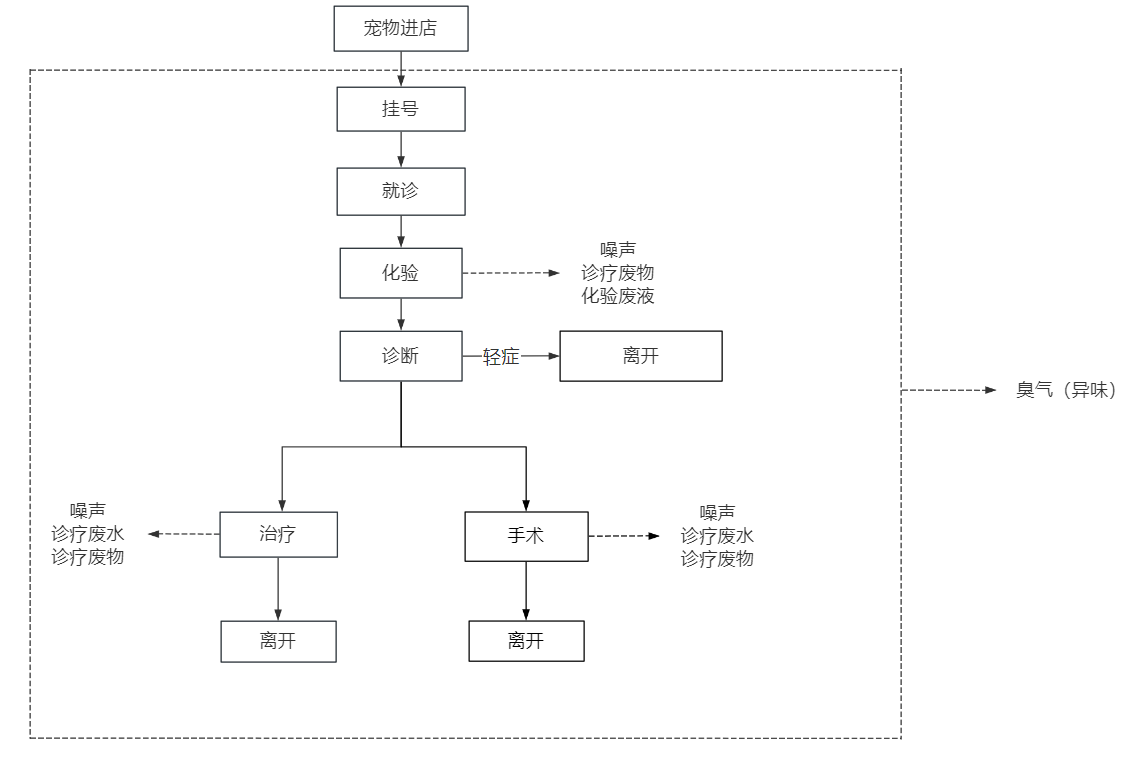 宠物进店
挂号
就诊
化验
噪声
诊疗废物
化验废液
诊断
轻症
离开
臭气（异味）
噪声
诊疗废水
诊疗废物
治疗
手术
噪声
诊疗废水
诊疗废物
离开
离开